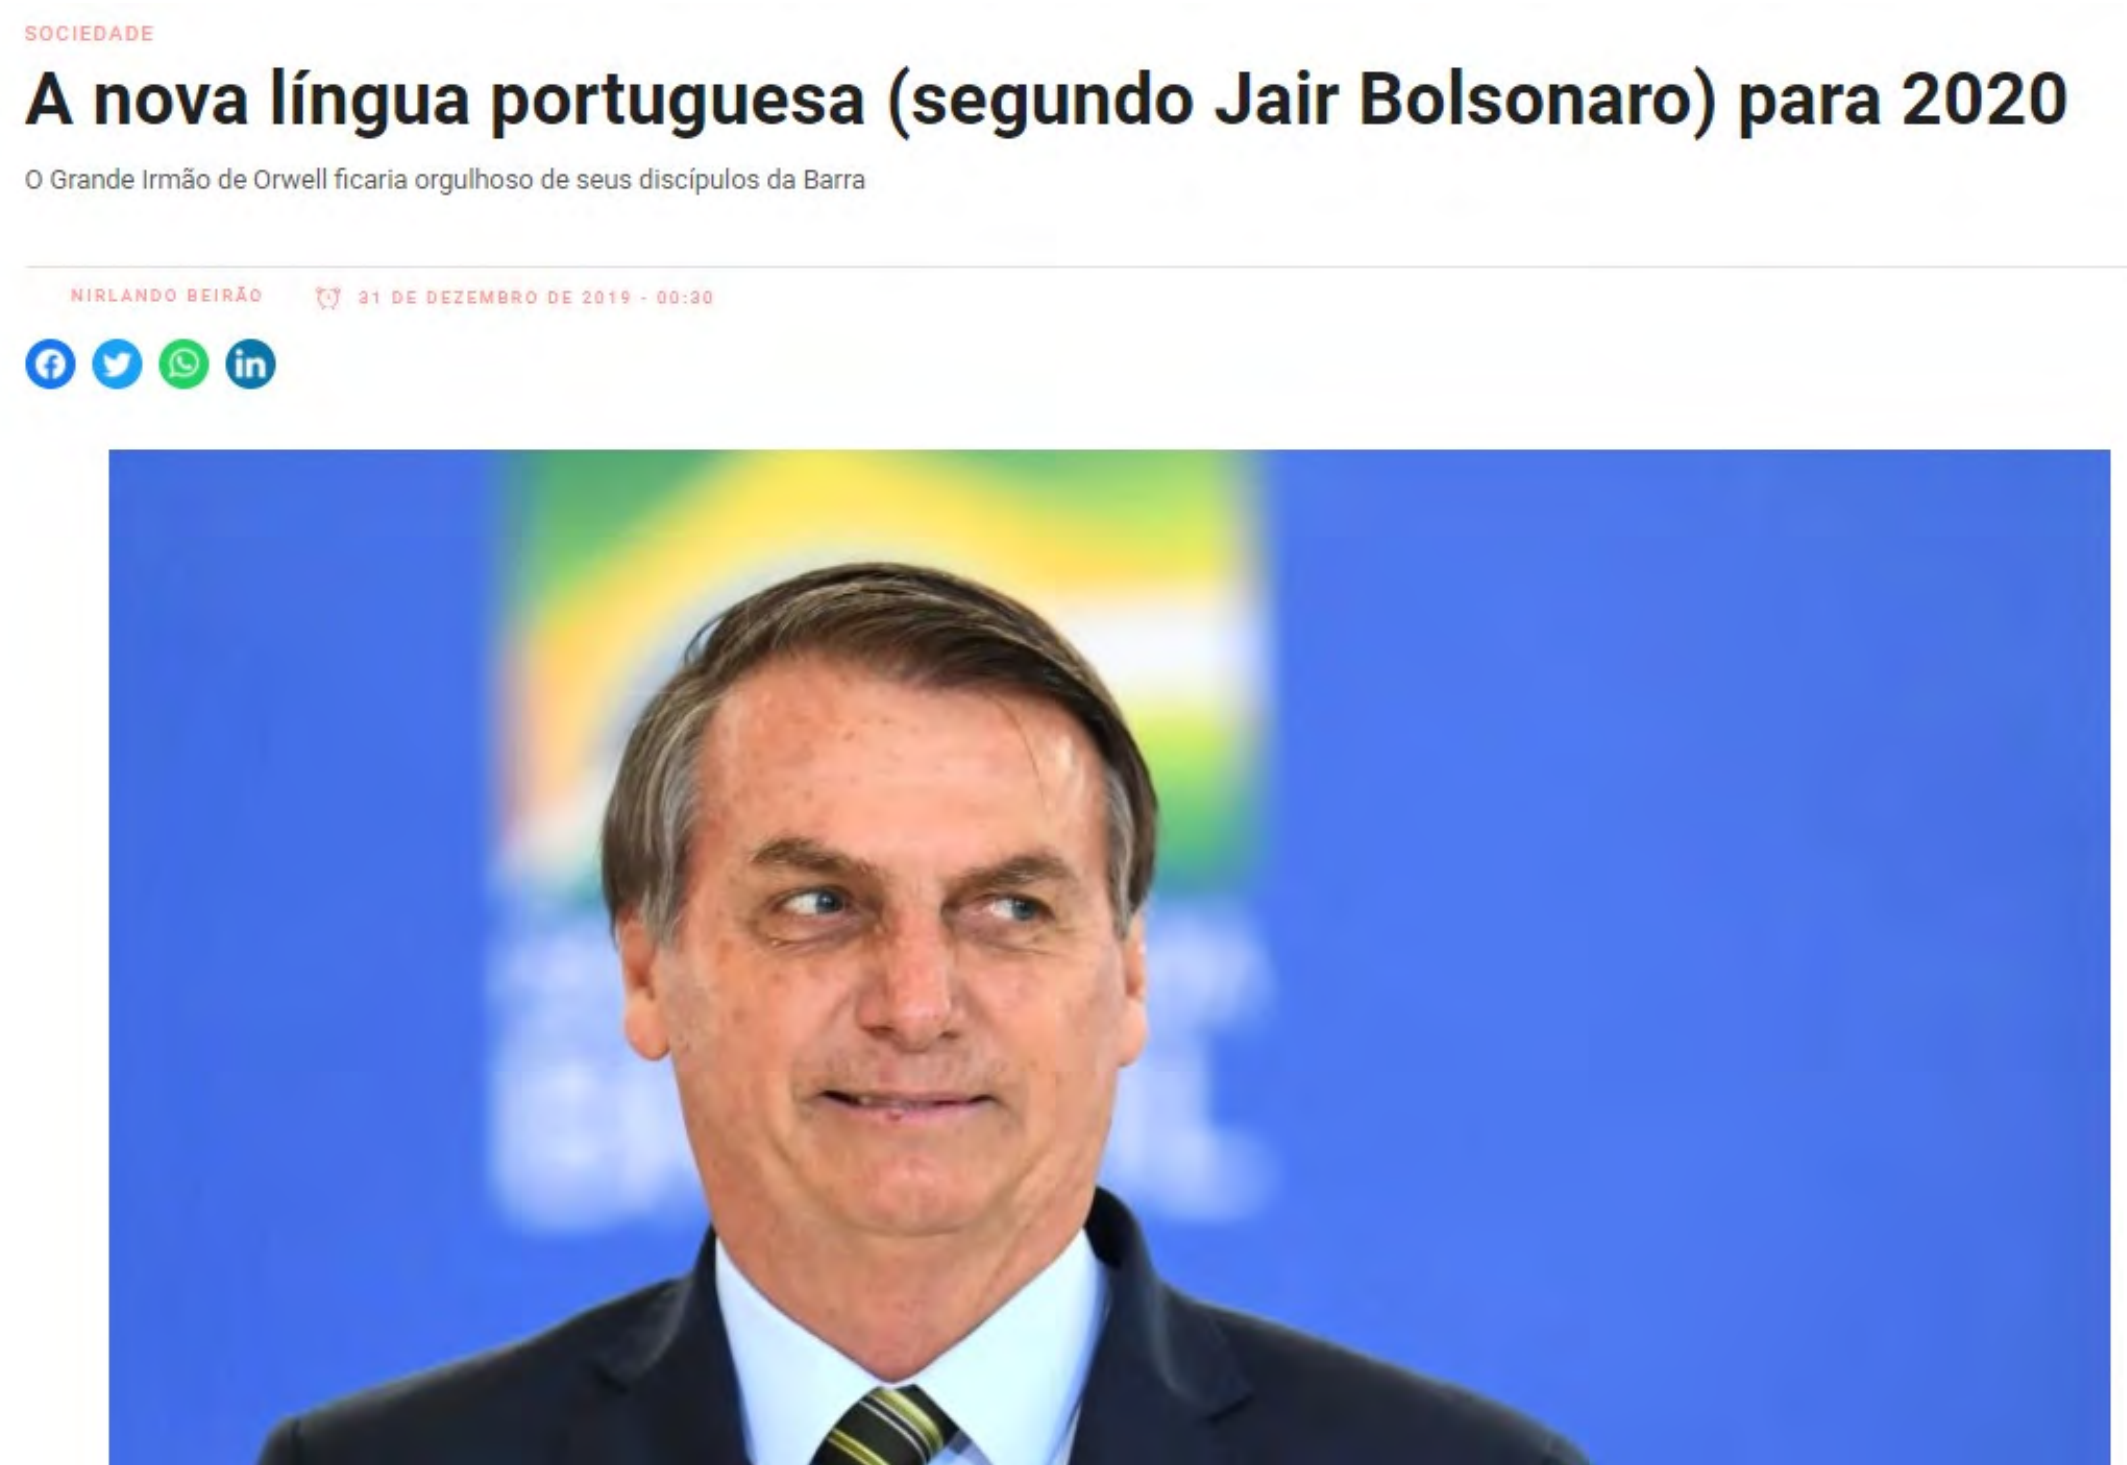 SOCIEDADE
A nova língua portuguesa (segundo Jair Bolsonaro) para 2020
O Grande Irmão de Orwell ficaria orgulhoso de seus discípulos da Barra
NIRLANDO BEIRÃO 31 DE DEZEMBRO DE 2019 - 00:30
in